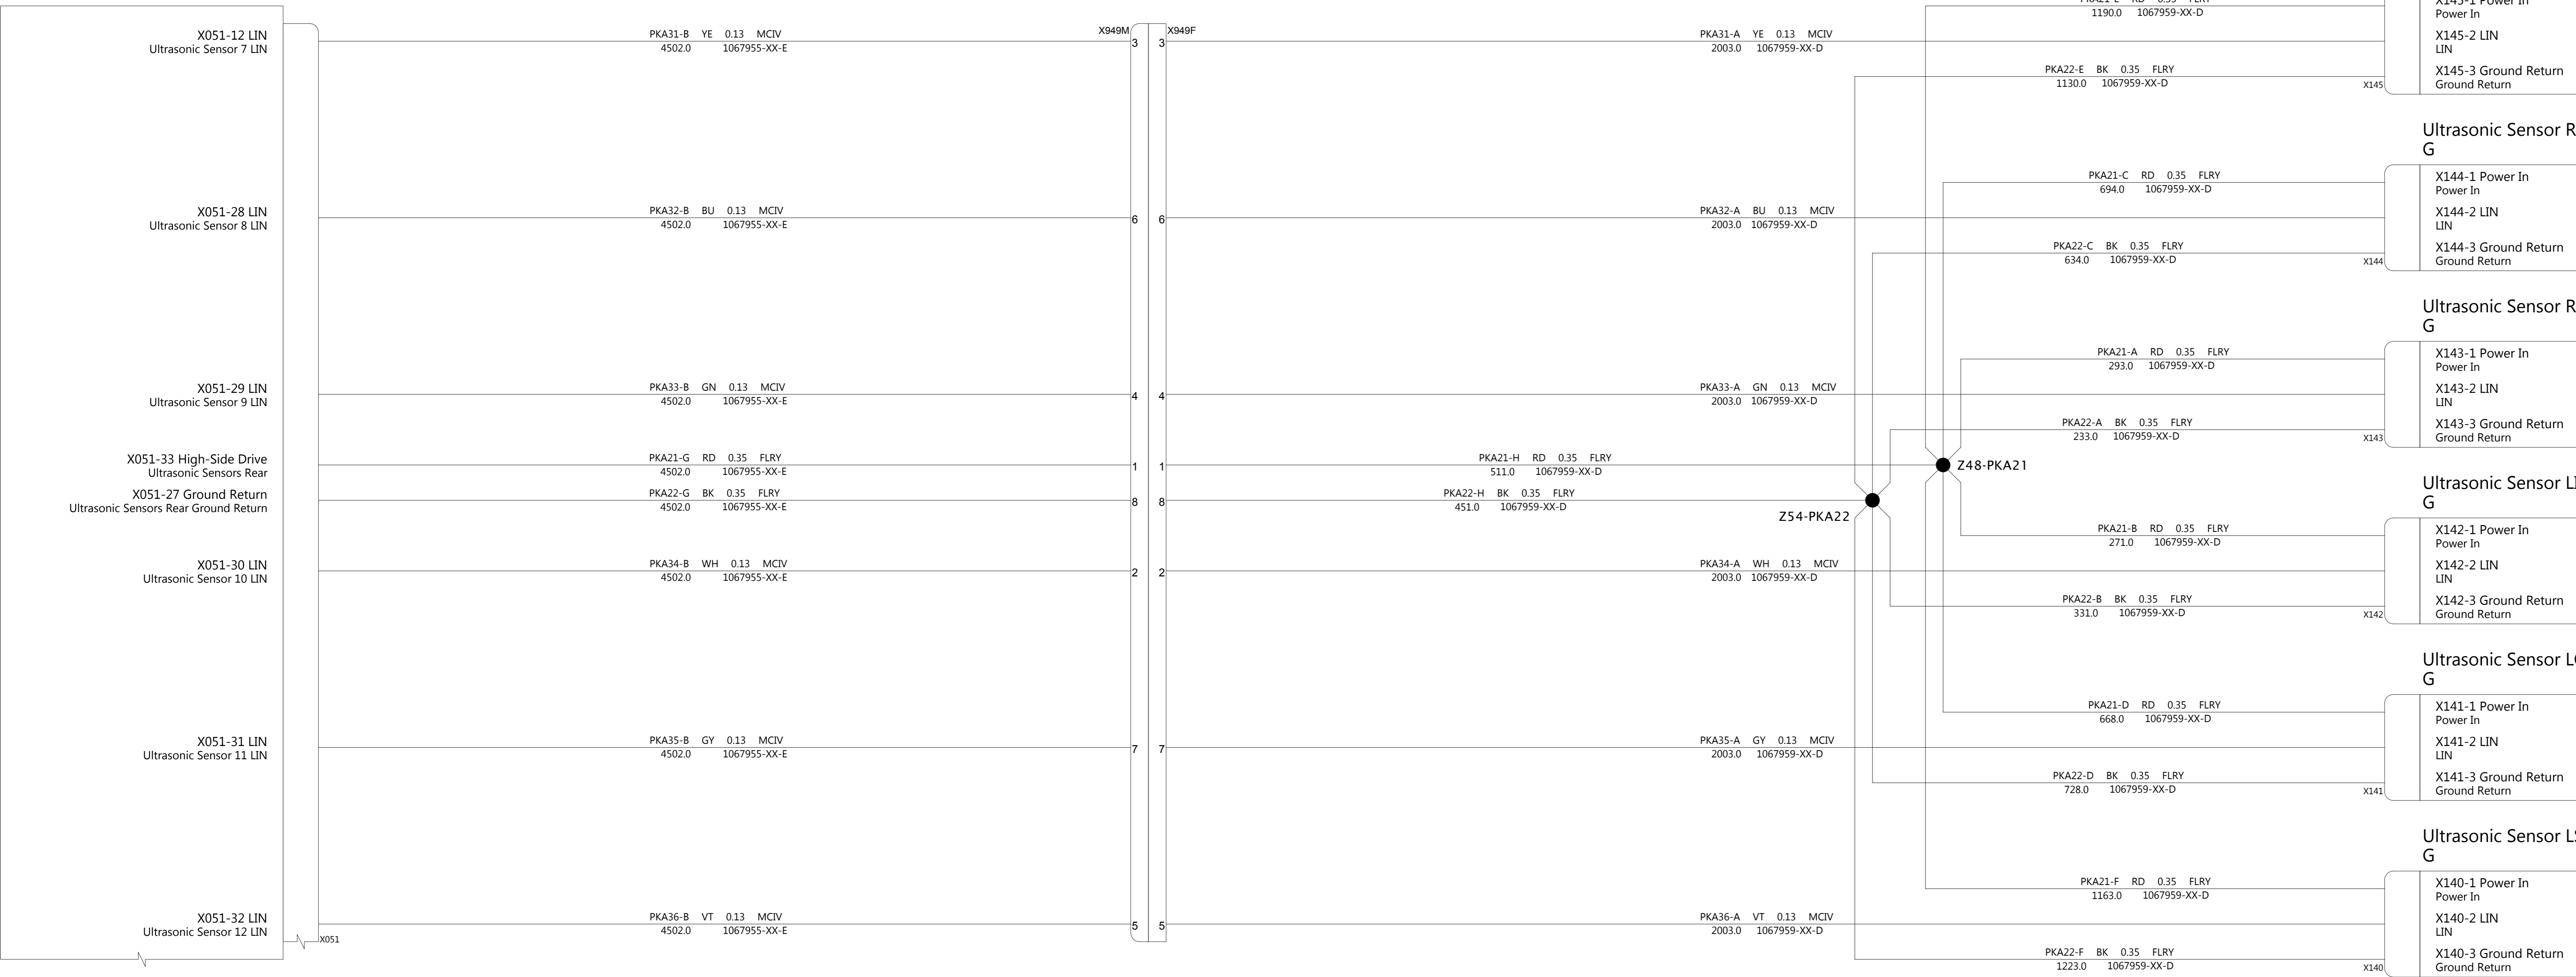 X051-12 LIN
Ultrasonic Sensor 7 LIN
PKA31-B YE 0.13 MCIV
4502.0 1067955-XX-E
X949M
3
3
X949F
PKA31-A YE 0.13 MCIV
2003.0 1067959-XX-D
1190.0 1067959-XX-D
X145-1 Power In
Power In
X145-2 LIN
LIN
PKA22-E BK 0.35 FLRY
1130.0 1067959-XX-D
X145
X145-3 Ground Return
Ground Return
Ultrasonic Sensor
G
PKA21-C RD 0.35 FLRY
694.0 1067959-XX-D
X144-1 Power In
Power In
X051-28 LIN
Ultrasonic Sensor 8 LIN
PKA32-B BU 0.13 MCIV
4502.0 1067955-XX-E
6
6
PKA32-A BU 0.13 MCIV
2003.0 1067959-XX-D
X144-2 LIN
LIN
PKA22-C BK 0.35 FLRY
634.0 1067959-XX-D
X144
X144-3 Ground Return
Ground Return
Ultrasonic Sensor
G
PKA21-A RD 0.35 FLRY
293.0 1067959-XX-D
X143-1 Power In
Power In
X051-29 LIN
Ultrasonic Sensor 9 LIN
PKA33-B GN 0.13 MCIV
4502.0 1067955-XX-E
4
4
PKA33-A GN 0.13 MCIV
2003.0 1067959-XX-D
X143-2 LIN
LIN
PKA22-A BK 0.35 FLRY
233.0 1067959-XX-D
X143
X143-3 Ground Return
Ground Return
X051-33 High-Side Drive
Ultrasonic Sensors Rear
PKA21-G RD 0.35 FLRY
4502.0 1067955-XX-E
1
1
PKA21-H RD 0.35 FLRY
511.0 1067959-XX-D
Z48-PKA21
X051-27 Ground Return
Ultrasonic Sensors Rear Ground Return
PKA22-G BK 0.35 FLRY
4502.0 1067955-XX-E
8
8
PKA22-H BK 0.35 FLRY
451.0 1067959-XX-D
Z54-PKA22
Ultrasonic Sensor
G
PKA21-B RD 0.35 FLRY
271.0 1067959-XX-D
X142-1 Power In
Power In
X051-30 LIN
Ultrasonic Sensor 10 LIN
PKA34-B WH 0.13 MCIV
4502.0 1067955-XX-E
2
2
PKA34-A WH 0.13 MCIV
2003.0 1067959-XX-D
X142-2 LIN
LIN
PKA22-B BK 0.35 FLRY
331.0 1067959-XX-D
X142
X142-3 Ground Return
Ground Return
Ultrasonic Sensor
G
PKA21-D RD 0.35 FLRY
668.0 1067959-XX-D
X141-1 Power In
Power In
X051-31 LIN
Ultrasonic Sensor 11 LIN
PKA35-B GY 0.13 MCIV
4502.0 1067955-XX-E
7
7
PKA35-A GY 0.13 MCIV
2003.0 1067959-XX-D
X141-2 LIN
LIN
PKA22-D BK 0.35 FLRY
728.0 1067959-XX-D
X141
X141-3 Ground Return
Ground Return
Ultrasonic Sensor
G
PKA21-F RD 0.35 FLRY
1163.0 1067959-XX-D
X140-1 Power In
Power In
X051-32 LIN
Ultrasonic Sensor 12 LIN
X051
PKA36-B VT 0.13 MCIV
4502.0 1067955-XX-E
5
5
PKA36-A VT 0.13 MCIV
2003.0 1067959-XX-D
X140-2 LIN
LIN
PKA22-F BK 0.35 FLRY
1223.0 1067959-XX-D
X140
X140-3 Ground Return
Ground Return